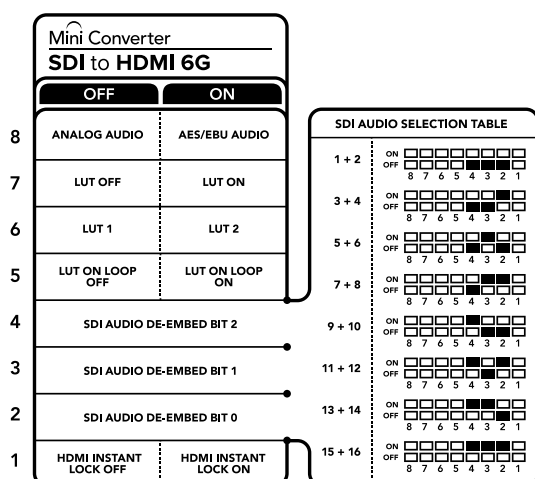 Mini Converter
SDI to HDMI 6G
OFF ON
8 ANALOG AUDIO AES/EBU AUDIO
7 LUT OFF LUT ON
6 LUT 1 LUT 2
5 LUT ON LOOP OFF LUT ON LOOP ON
4 SDI AUDIO DE-EMBED BIT 2
3 SDI AUDIO DE-EMBED BIT 1
2 SDI AUDIO DE-EMBED BIT 0
1 HDMI INSTANT LOCK OFF HDMI INSTANT LOCK ON
SDI AUDIO SELECTION TABLE
1 + 2 ON
OFF
8 7 6 5 4 3 2 1
3 + 4 ON
OFF
8 7 6 5 4 3 2 1
5 + 6 ON
OFF
8 7 6 5 4 3 2 1
7 + 8 ON
OFF
8 7 6 5 4 3 2 1
9 + 10 ON
OFF
8 7 6 5 4 3 2 1
11 + 12 ON
OFF
8 7 6 5 4 3 2 1
13 + 14 ON
OFF
8 7 6 5 4 3 2 1
15 + 16 ON
OFF
8 7 6 5 4 3 2 1